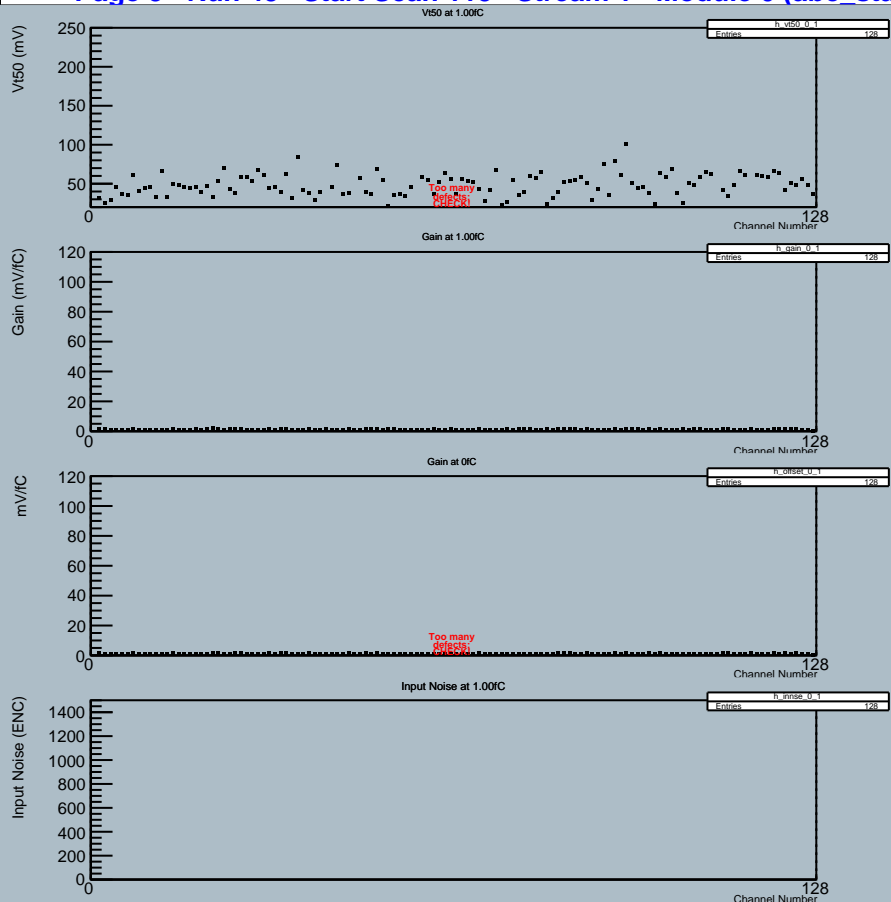 Vt50 at 1.00fC
h_vt50_0_1
Entries 128
Vt50 (mV)
250
200
150
100
50
Too many
defects,
CHECK!
0
128
Channel Number
Gain at 1.00fC
h_gain_0_1
Entries 128
Gain (mV/fC)
120
100
80
60
40
20
0
0
128
Channel Number
Gain at 0fC
h_offset_0_1
Entries 128
mV/fC
120
100
80
60
40
20
Too many
defects,
CHECK!
0
0
128
Channel Number
Input Noise at 1.00fC
h_innse_0_1
Entries 128
Input Noise (ENC)
1400
1200
1000
800
600
400
200
0
0
128
Channel Number